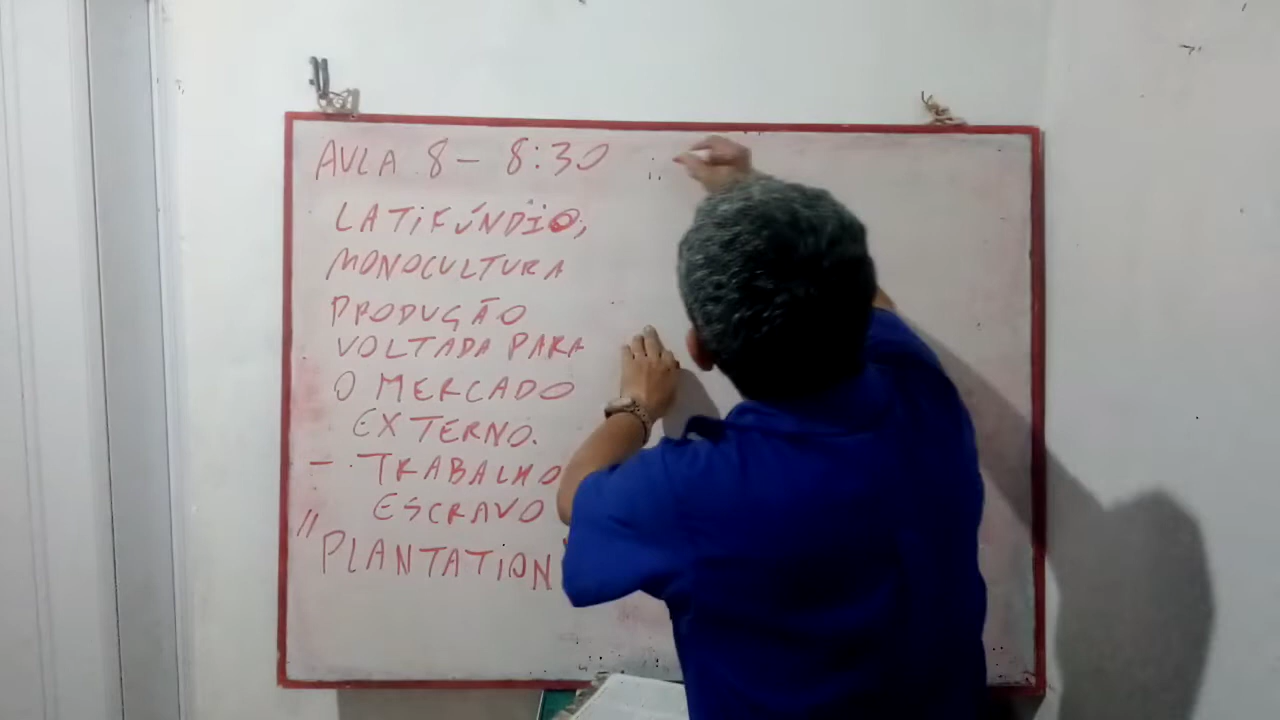 AULA 8 - 8:30
LATIFÚNDIO;
MONOCULTURA
PRODUÇÃO
VOLTADA PARA
O MERCADO
EXTERNO.
- TRABALHO
ESCRAVO
"PLANTATION"